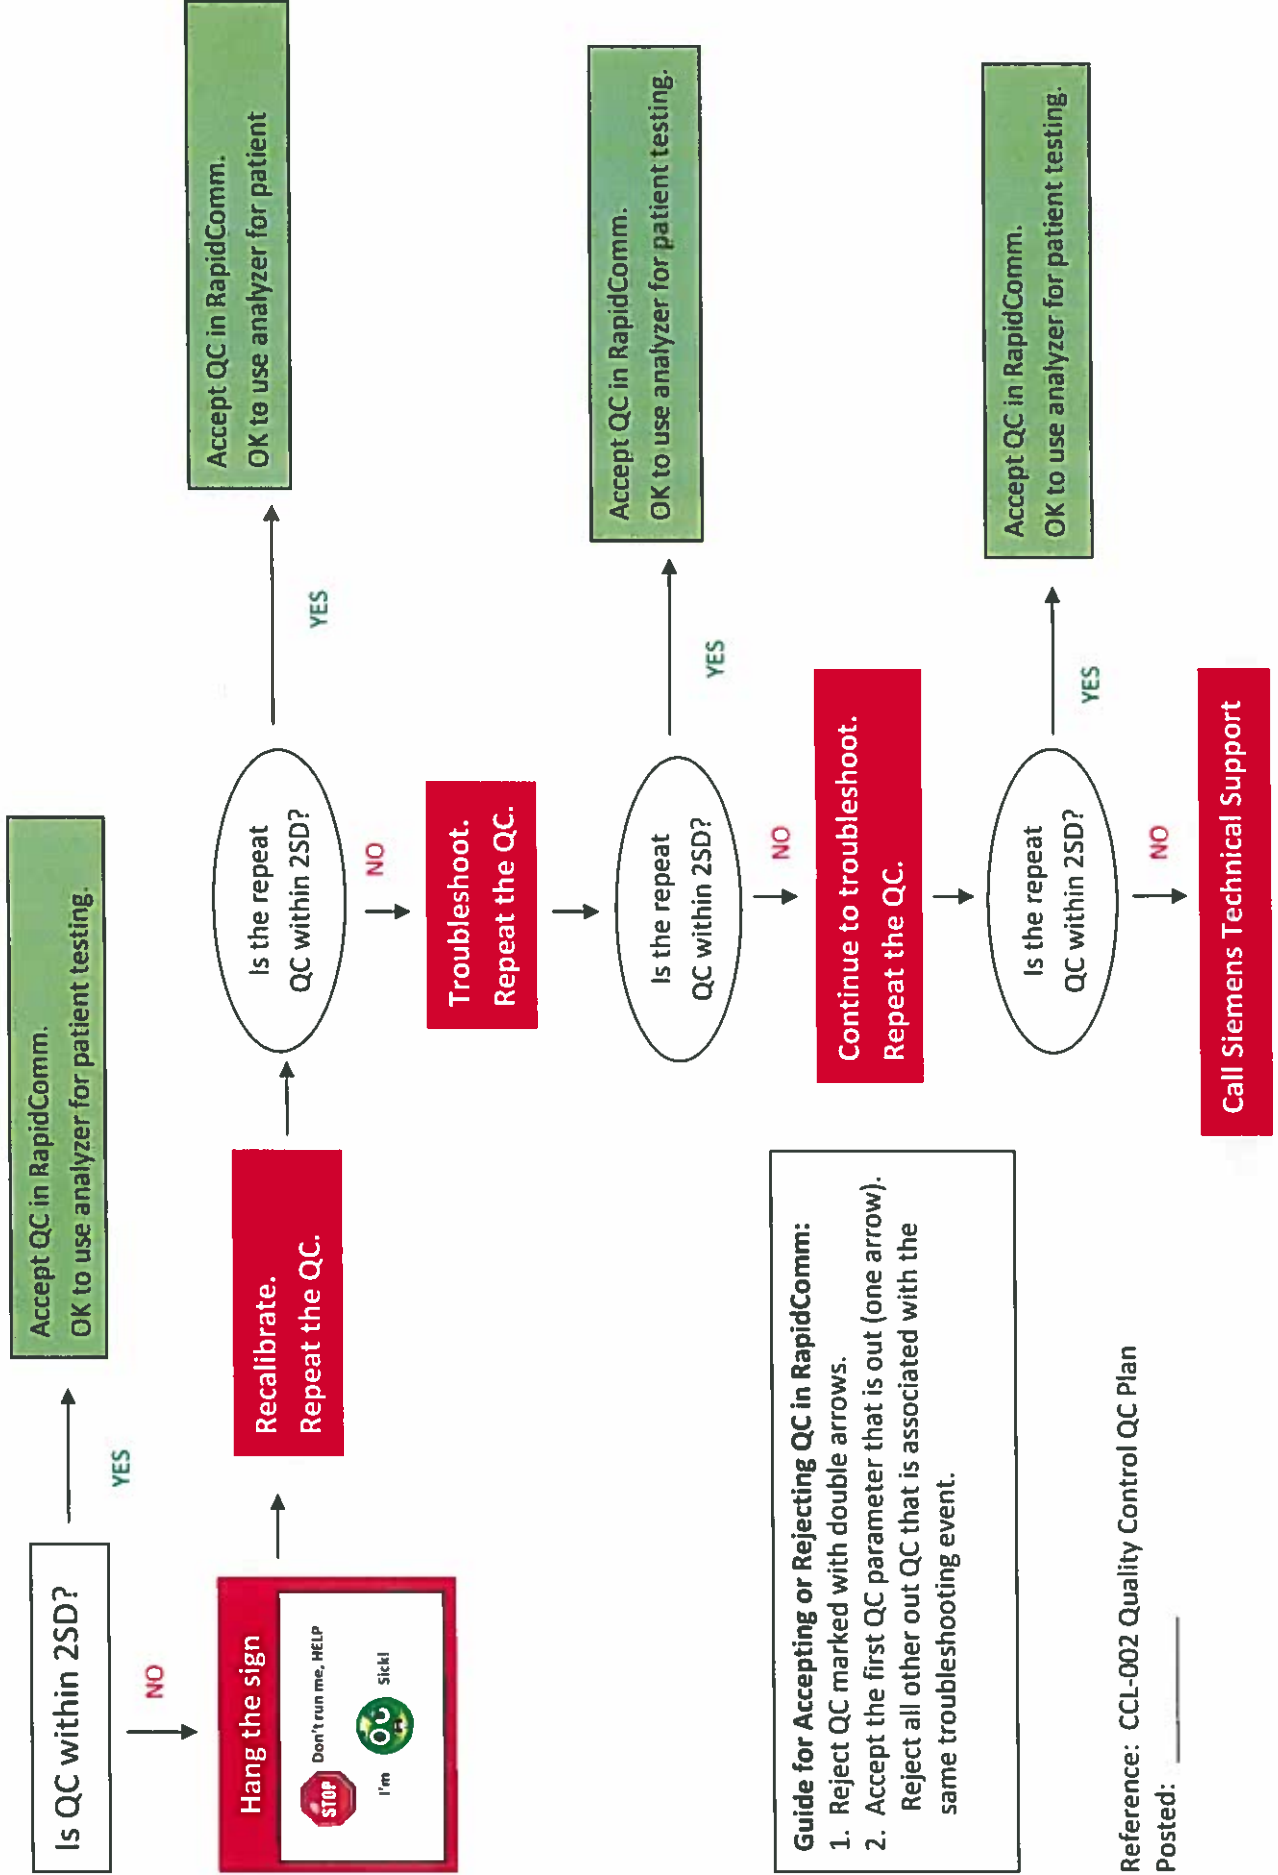 Is QC within 2SD?
YES
Accept QC in RapidComm.
OK to use analyzer for patient testing.
NO
Hang the sign
STOP
Don't run me, HELP
I'm
Sick!
Recalibrate.
Repeat the QC.
Is the repeat
QC within 2SD?
YES
Accept QC in RapidComm.
OK to use analyzer for patient
NO
Troubleshoot.
Repeat the QC.
Is the repeat
QC within 2SD?
YES
Accept QC in RapidComm.
OK to use analyzer for patient testing.
NO
Continue to troubleshoot.
Repeat the QC.
Is the repeat
QC within 2SD?
YES
Accept QC in RapidComm.
OK to use analyzer for patient testing.
NO
Call Siemens Technical Support
Guide for Accepting or Rejecting QC in RapidComm:
1. Reject QC marked with double arrows.
2. Accept the first QC parameter that is out (one arrow).
Reject all other out QC that is associated with the
same troubleshooting event.
Reference: CCL-002 Quality Control QC Plan
Posted: ________